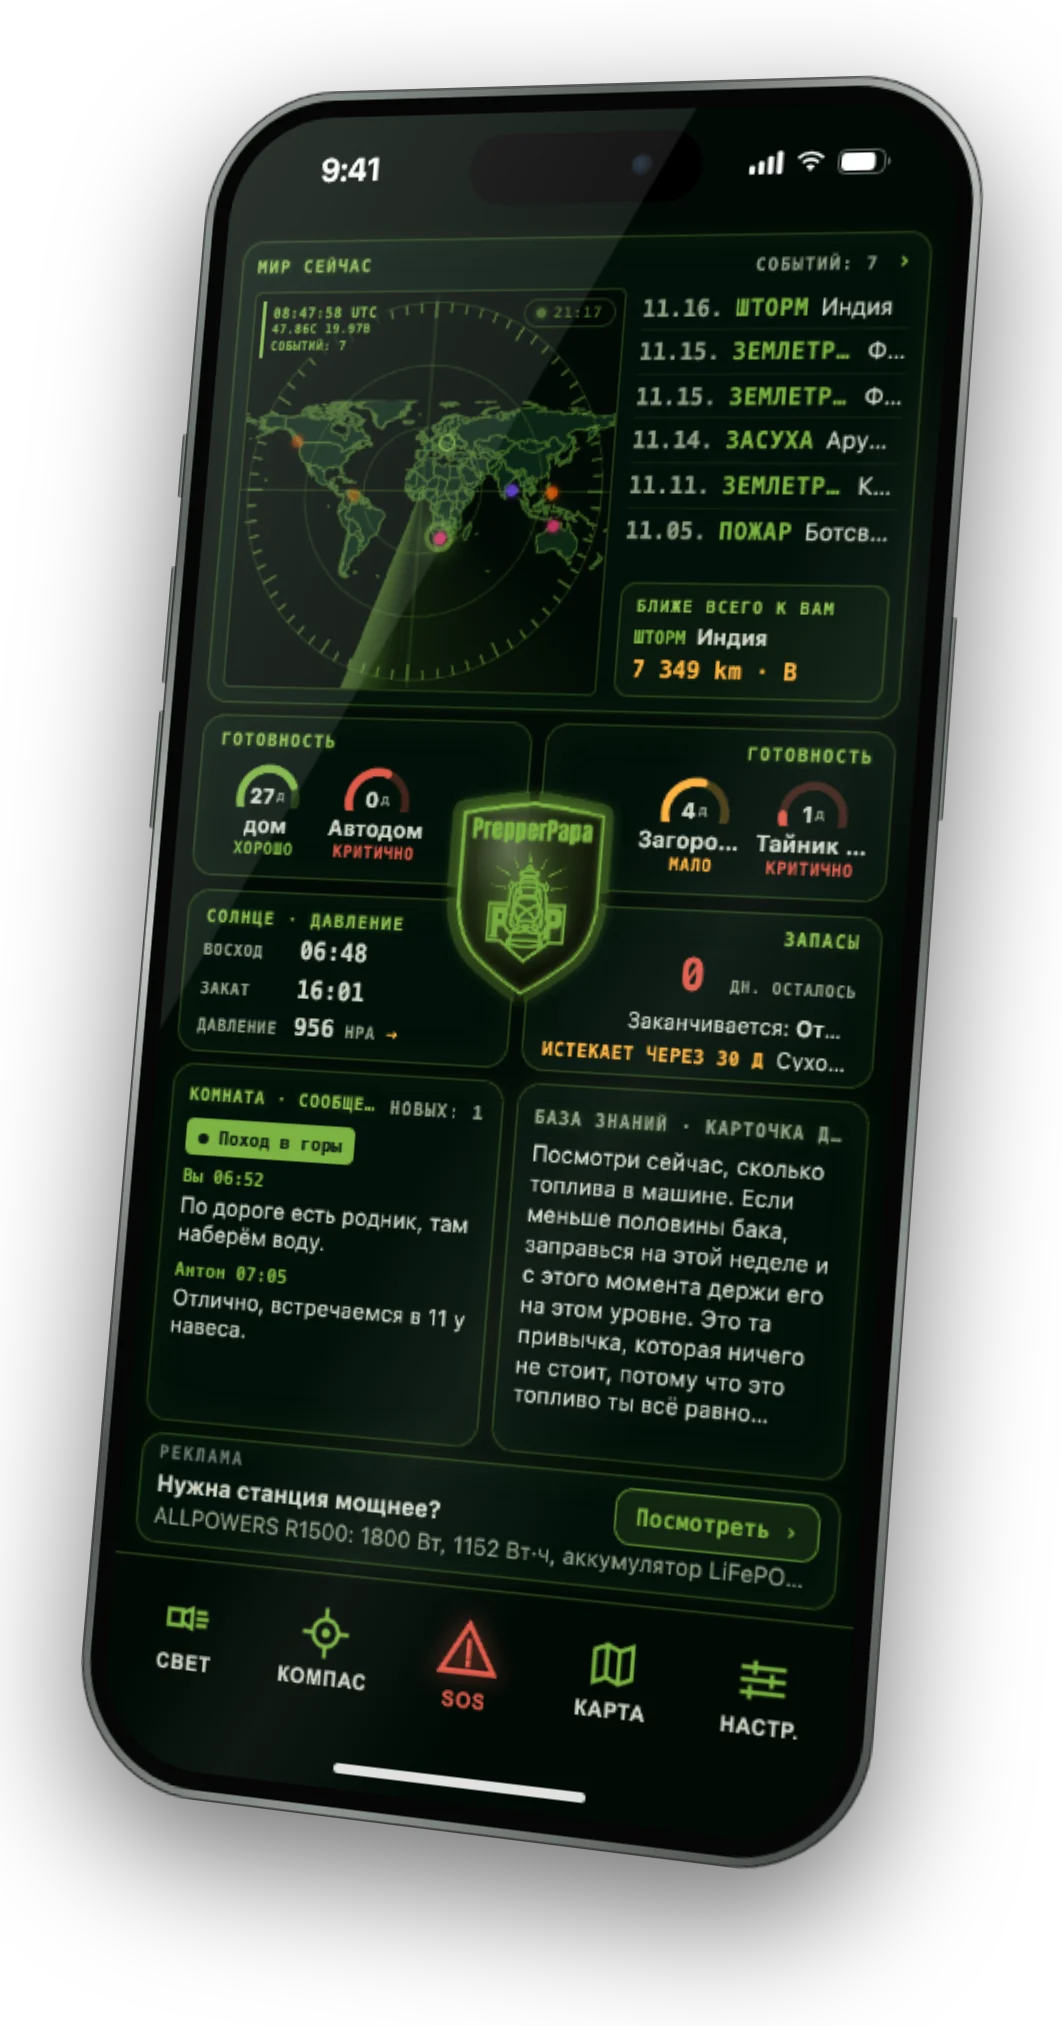 9:41
МИР СЕЙЧАС
СОБЫТИЙ: 7 ›
08:47:58 UTC
47.86С 19.97В
СОБЫТИЙ: 7
21:17
11.16. ШТОРМ Индия
11.15. ЗЕМЛЕТР… Ф…
11.15. ЗЕМЛЕТР… Ф…
11.14. ЗАСУХА Ару…
11.11. ЗЕМЛЕТР… К…
11.05. ПОЖАР Ботсв…
БЛИЖЕ ВСЕГО К ВАМ
ШТОРМ Индия
7 349 km · В
ГОТОВНОСТЬ
27д
дом
ХОРОШО
0д
Автодом
КРИТИЧНО
ГОТОВНОСТЬ
4д
Загоро…
МАЛО
1д
Тайник …
КРИТИЧНО
PrepperPapa
P P
СОЛНЦЕ · ДАВЛЕНИЕ
ВОСХОД 06:48
ЗАКАТ 16:01
ДАВЛЕНИЕ 956 HPA →
ЗАПАСЫ
0 ДН. ОСТАЛОСЬ
Заканчивается: От…
ИСТЕКАЕТ ЧЕРЕЗ 30 Д Сухо…
КОМНАТА · СООБЩЕ… НОВЫХ: 1
Поход в горы
Вы 06:52
По дороге есть родник, там
наберём воду.
Антон 07:05
Отлично, встречаемся в 11 у
навеса.
БАЗА ЗНАНИЙ · КАРТОЧКА Д…
Посмотри сейчас, сколько
топлива в машине. Если
меньше половины бака,
заправься на этой неделе и
с этого момента держи его
на этом уровне. Это та
привычка, которая ничего
не стоит, потому что это
топливо ты всё равно…
РЕКЛАМА
Нужна станция мощнее?
ALLPOWERS R1500: 1800 Вт, 1152 Вт·ч, аккумулятор LiFePO…
Посмотреть ›
СВЕТ
КОМПАС
SOS
КАРТА
НАСТР.